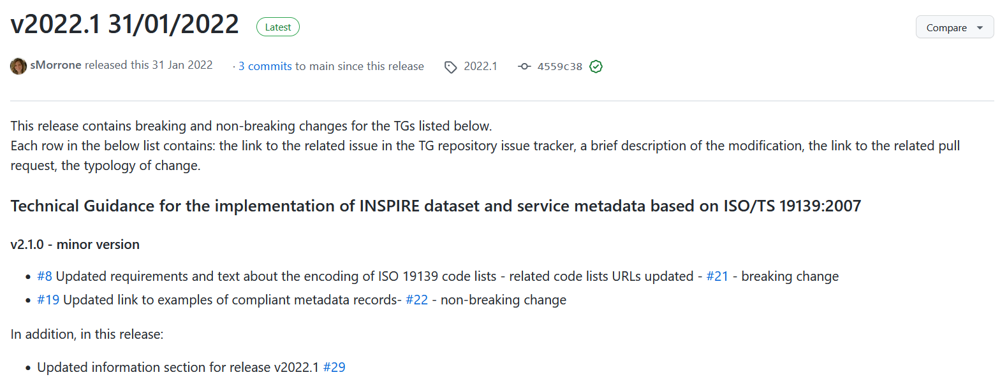 v2022.1 31/01/2022 Latest
Compare
sMorrone released this 31 Jan 2022 · 3 commits to main since this release 2022.1 4559c38
This release contains breaking and non-breaking changes for the TGs listed below.
Each row in the below list contains: the link to the related issue in the TG repository issue tracker, a brief description of the modification, the link to the related pull
request, the typology of change.
Technical Guidance for the implementation of INSPIRE dataset and service metadata based on ISO/TS 19139:2007
v2.1.0 - minor version
• #8 Updated requirements and text about the encoding of ISO 19139 code lists - related code lists URLs updated - #21 - breaking change
• #19 Updated link to examples of compliant metadata records- #22 - non-breaking change
In addition, in this release:
• Updated information section for release v2022.1 #29